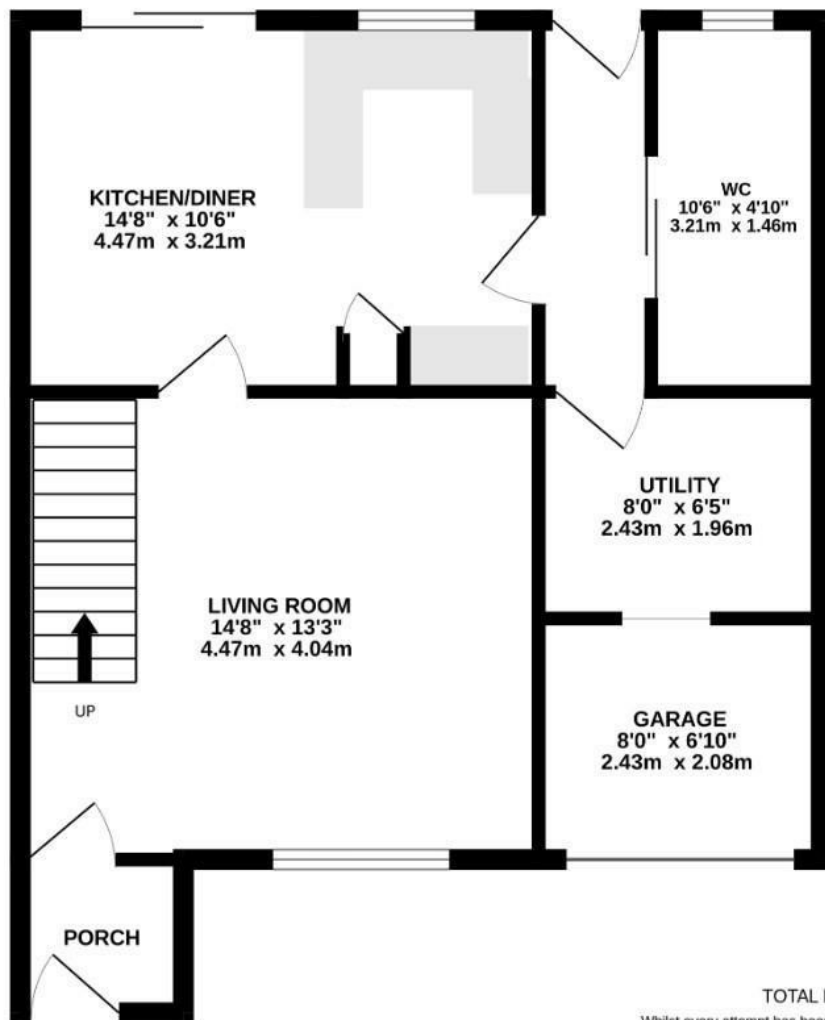 KITCHEN/DINER
14'8" x 10'6"
4.47m x 3.21m
WC
10'6" x 4'10"
3.21m x 1.46m
UTILITY
8'0" x 6'5"
2.43m x 1.96m
LIVING ROOM
14'8" x 13'3"
4.47m x 4.04m
UP
GARAGE
8'0" x 6'10"
2.43m x 2.08m
PORCH
TOTAL